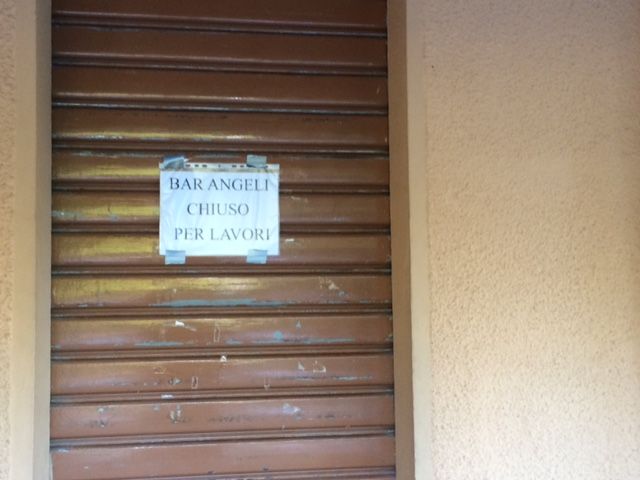 BAR ANGELI
CHIUSO
PER LAVORI